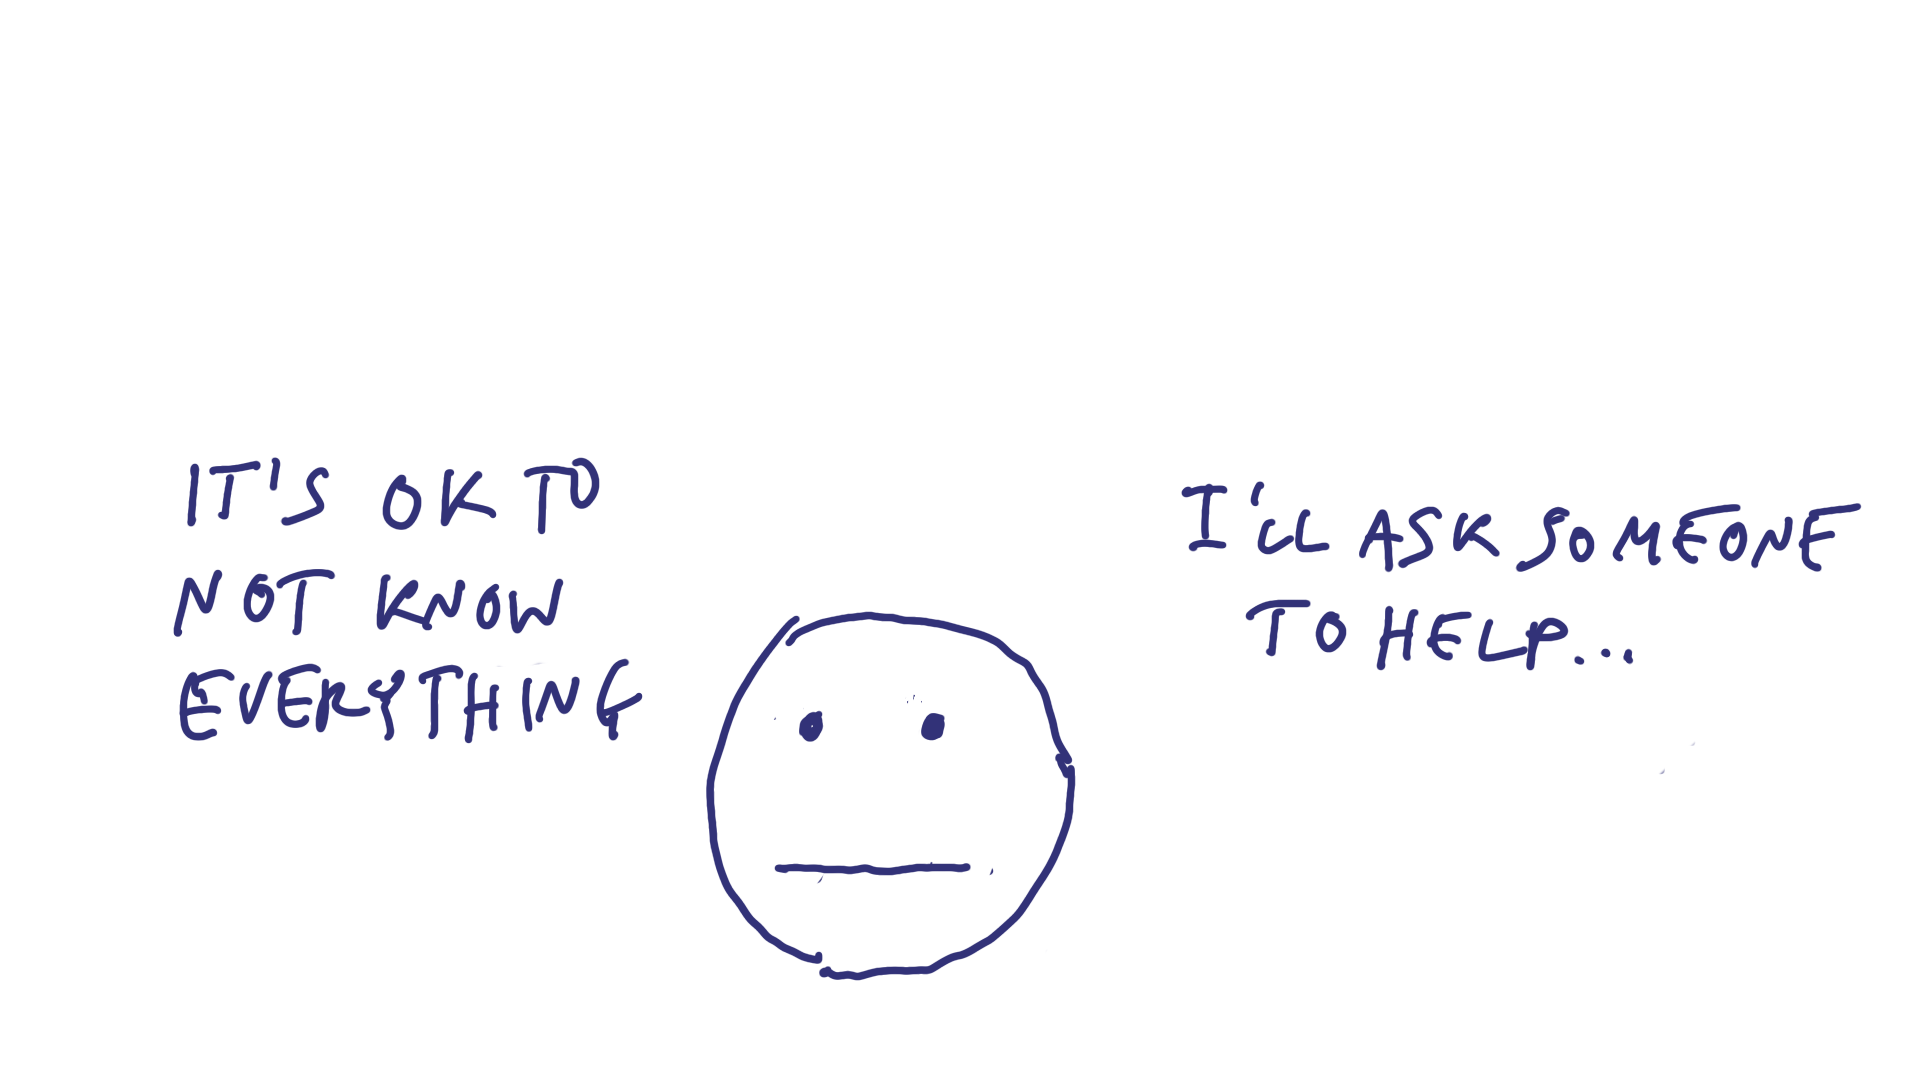 IT'S OK TO
NOT KNOW
EVERYTHING
I'LL ASK SOMEONE
TO HELP...